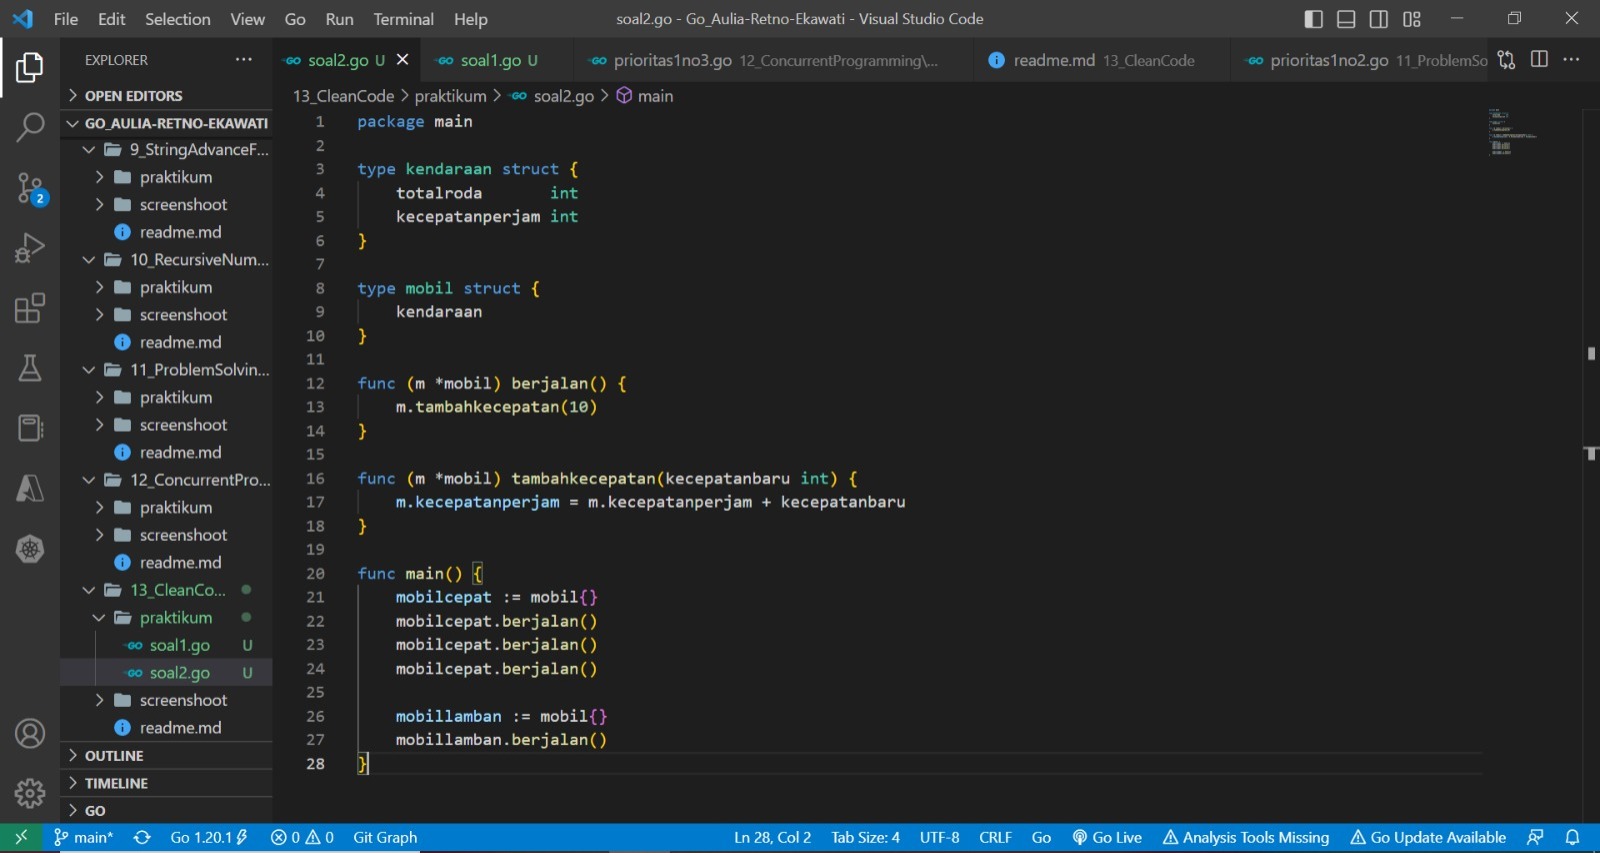 File Edit Selection View Go Run Terminal Help
soal2.go - Go_Aulia-Retno-Ekawati - Visual Studio Code
EXPLORER
OPEN EDITORS
GO_AULIA-RETNO-EKAWATI
9_StringAdvanceF...
praktikum
screenshoot
readme.md
10_RecursiveNum...
praktikum
screenshoot
readme.md
11_ProblemSolvin...
praktikum
screenshoot
readme.md
12_ConcurrentPro...
praktikum
screenshoot
readme.md
13_CleanCo...
praktikum
soal1.go U
soal2.go U
screenshoot
readme.md
OUTLINE
TIMELINE
GO
2
soal2.go U
soal1.go U
prioritas1no3.go 12_ConcurrentProgramming\...
readme.md 13_CleanCode
prioritas1no2.go 11_ProblemSo
13_CleanCode > praktikum > soal2.go > main
1 package main
2
3 type kendaraan struct {
4 totalroda int
5 kecepatanperjam int
6 }
7
8 type mobil struct {
9 kendaraan
10 }
11
12 func (m *mobil) berjalan() {
13 m.tambahkecepatan(10)
14 }
15
16 func (m *mobil) tambahkecepatan(kecepatanbaru int) {
17 m.kecepatanperjam = m.kecepatanperjam + kecepatanbaru
18 }
19
20 func main() {
21 mobilcepat := mobil{}
22 mobilcepat.berjalan()
23 mobilcepat.berjalan()
24 mobilcepat.berjalan()
25
26 mobillamban := mobil{}
27 mobillamban.berjalan()
28 }
main* Go 1.20.1 0 0 Git Graph Ln 28, Col 2 Tab Size: 4 UTF-8 CRLF Go Go Live Analysis Tools Missing Go Update Available